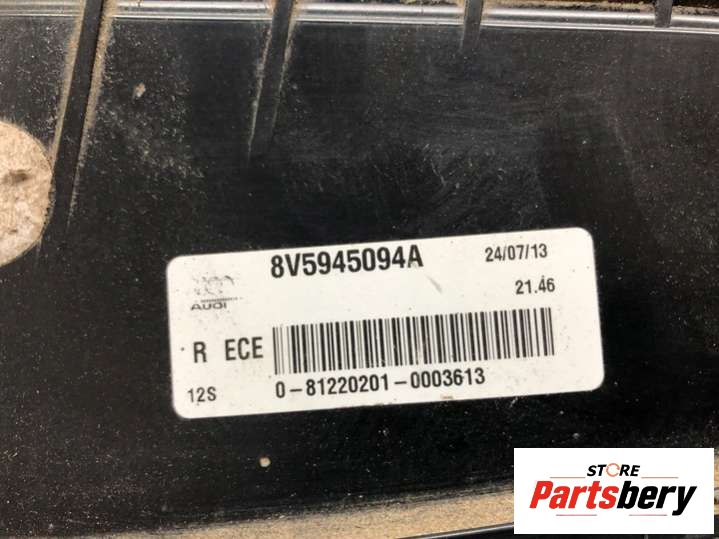 8V5945094A 24/07/13
21.46
AUDI
R ECE
12S 0-81220201-0003613
STORE
Partsbery